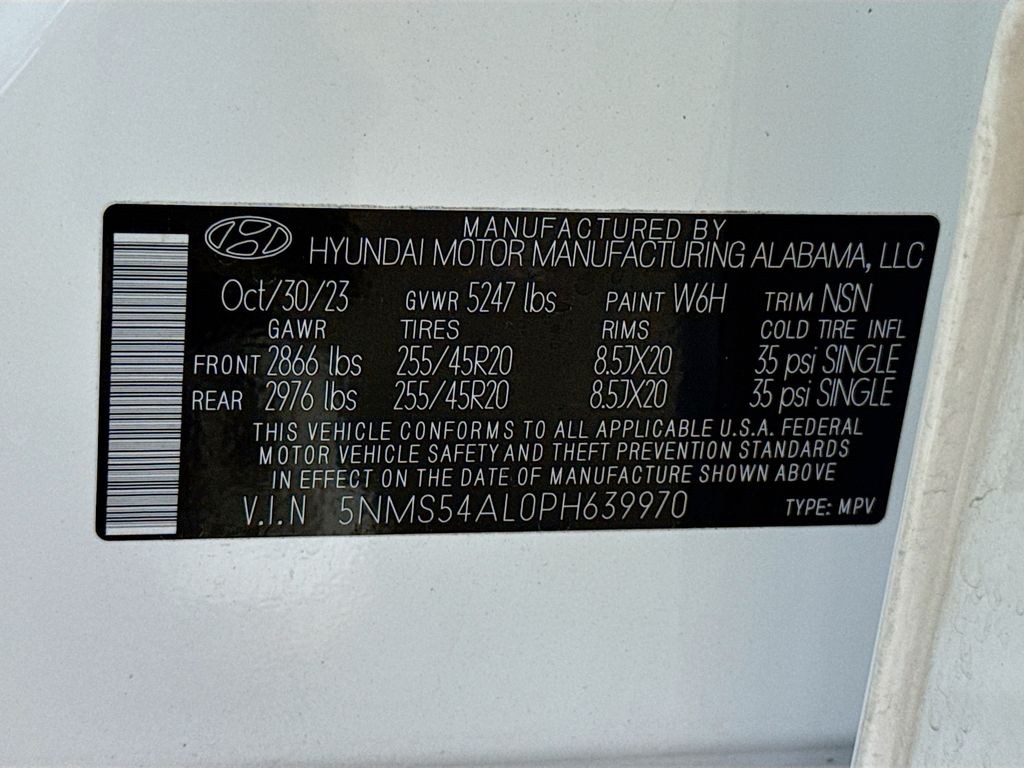 MANUFACTURED BY
HYUNDAI MOTOR MANUFACTURING ALABAMA, LLC
Oct/30/23 GVWR 5247 lbs PAINT W6H TRIM NSN
GAWR TIRES RIMS COLD TIRE INFL
FRONT 2866 lbs 255/45R20 8.5JX20 35 psi SINGLE
REAR 2976 lbs 255/45R20 8.5JX20 35 psi SINGLE
THIS VEHICLE CONFORMS TO ALL APPLICABLE U.S.A. FEDERAL
MOTOR VEHICLE SAFETY AND THEFT PREVENTION STANDARDS
IN EFFECT ON THE DATE OF MANUFACTURE SHOWN ABOVE
V.I.N 5NMS54AL0PH639970 TYPE: MPV